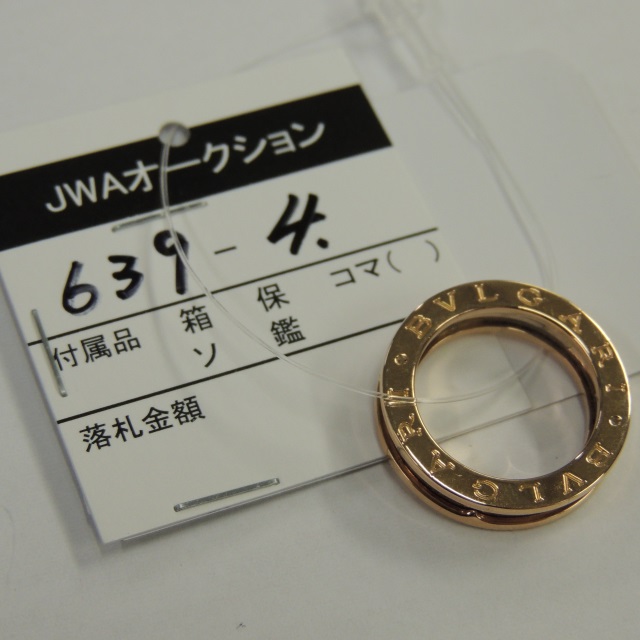 JWAオークション
639-4.
付属品 箱 保 コマ( )
ソ 鑑
落札金額
BVLGARI BVLGAR